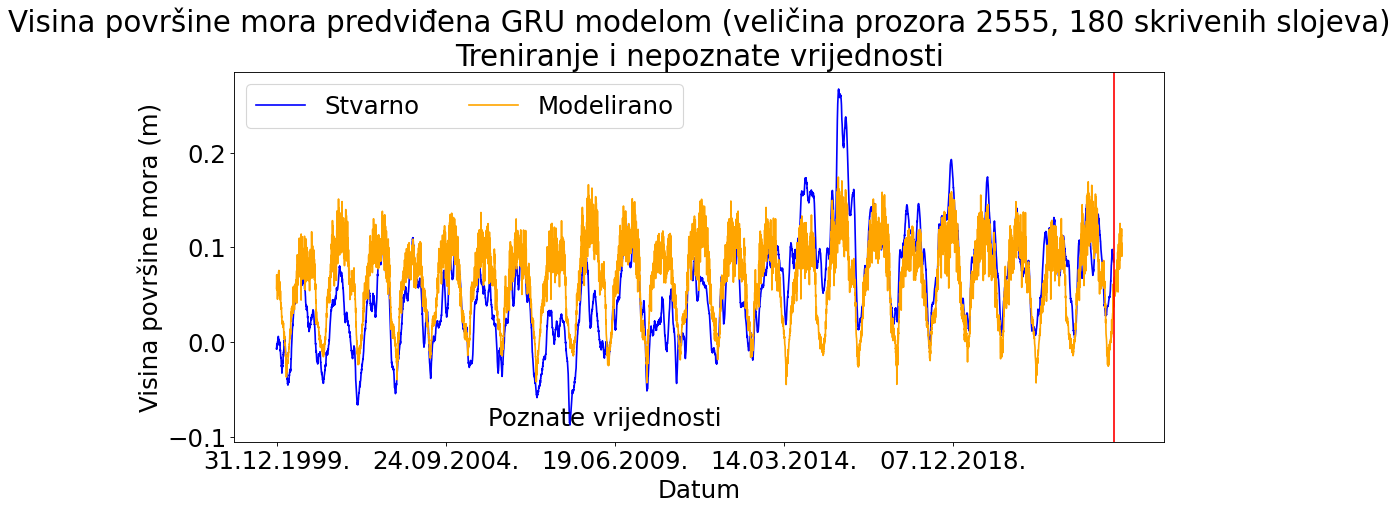 Visina površine mora predviđena GRU modelom (veličina prozora 2555, 180 skrivenih slojeva)
Treniranje i nepoznate vrijednosti
Stvarno
Modelirano
Visina površine mora (m)
0.2
0.1
0.0
−0.1
Poznate vrijednosti
31.12.1999.
24.09.2004.
19.06.2009.
14.03.2014.
07.12.2018.
Datum